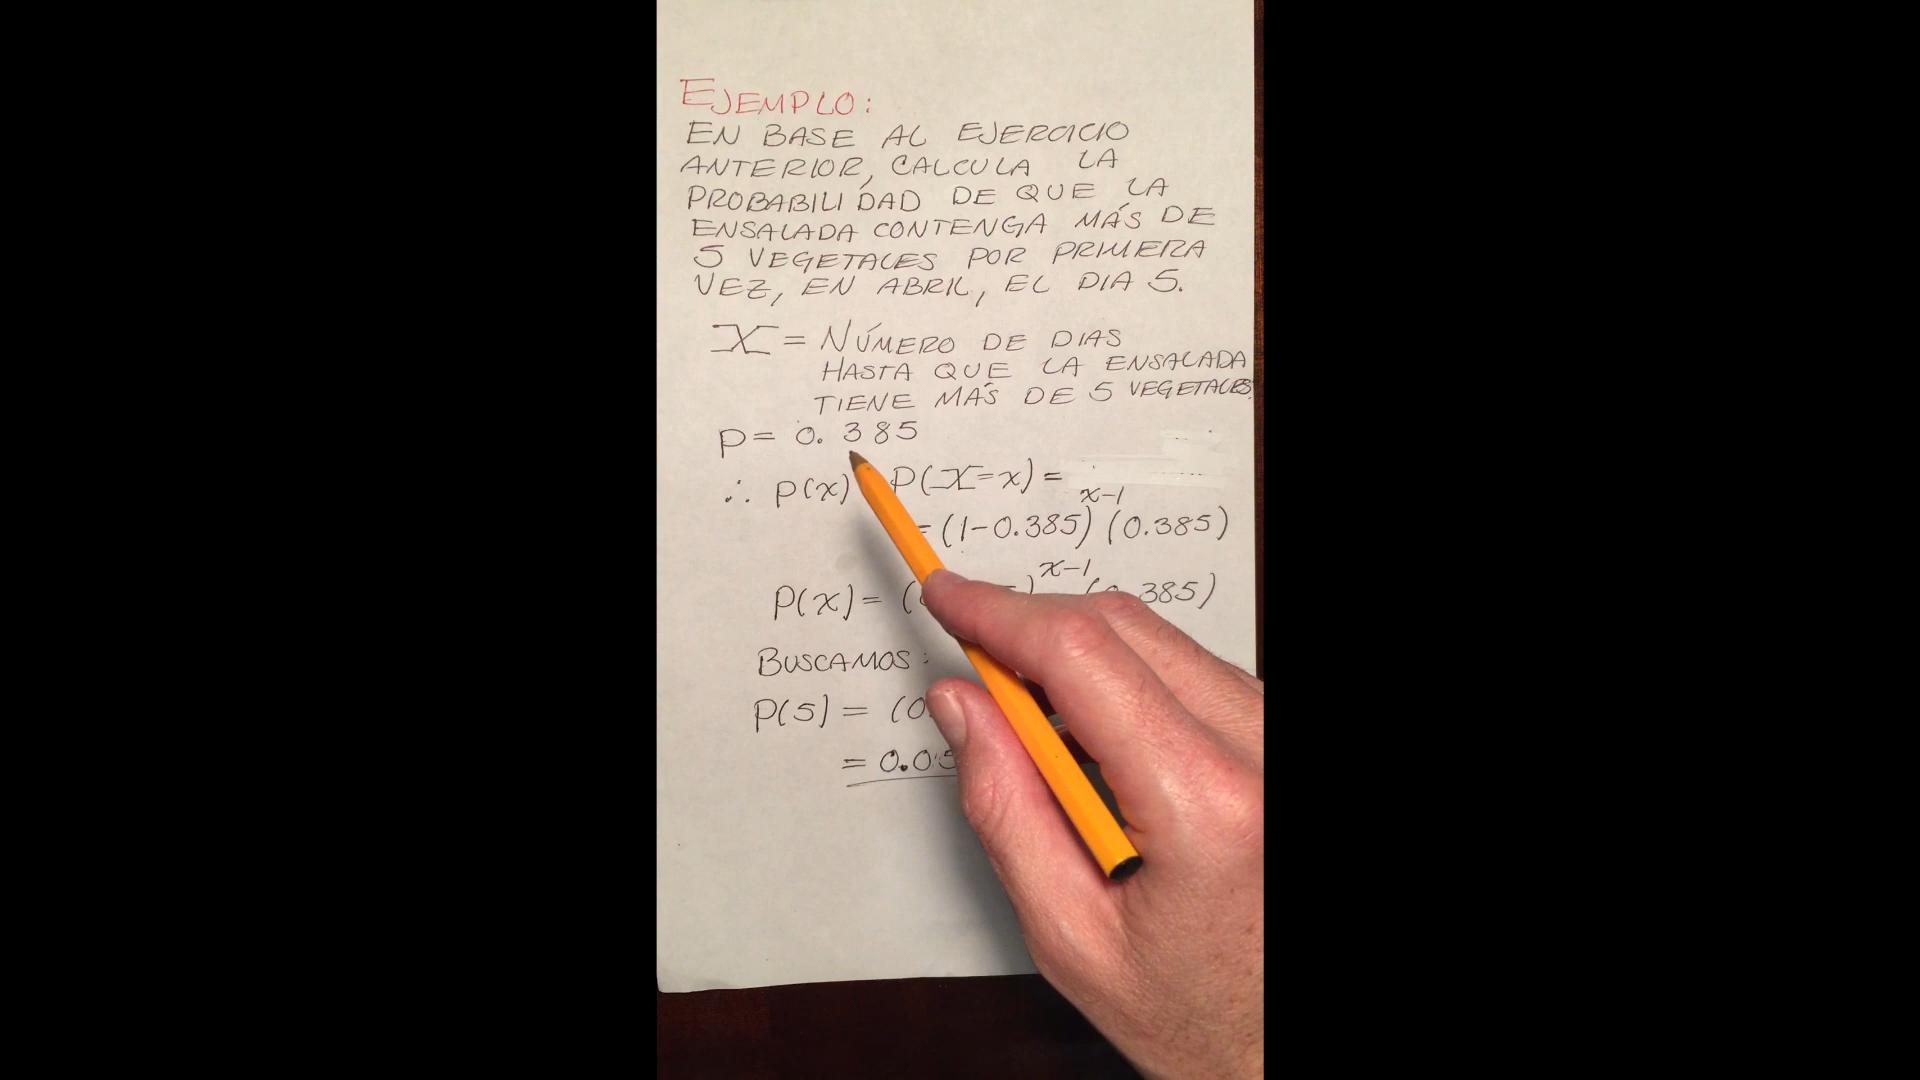 EJEMPLO:
EN BASE AL EJERCICIO
ANTERIOR, CALCULA LA
PROBABILIDAD DE QUE LA
ENSALADA CONTENGA MÁS DE
5 VEGETALES POR PRIMERA
VEZ, EN ABRIL, EL DIA 5.
X = NÚMERO DE DIAS
HASTA QUE LA ENSALADA
TIENE MÁS DE 5 VEGETALES.
p = 0.385
∴ p(x) P(X=x) =
= (1-0.385)^x-1 (0.385)
P(x) = ( )^x-1 ( 385)
BUSCAMOS:
P(5) = (0.
= 0.05